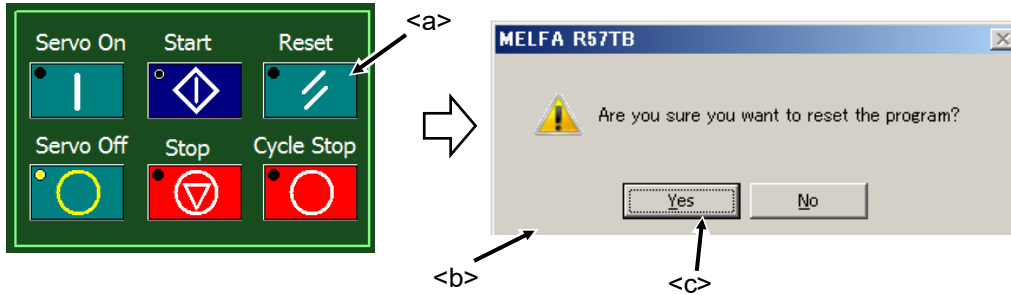 Servo On Start Reset
Servo Off Stop Cycle Stop
<a>
MELFA R57TB
Are you sure you want to reset the program?
Yes No
<b>
<c>